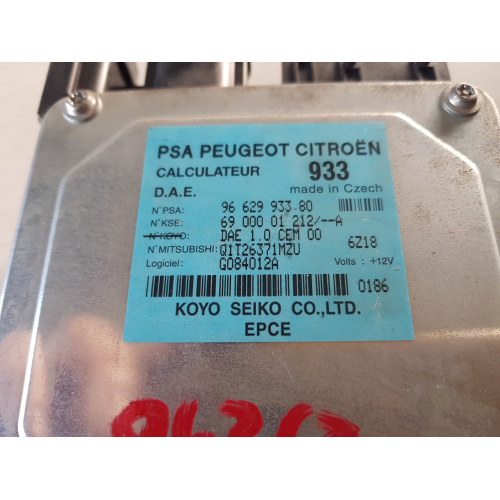 PSA PEUGEOT CITROËN
CALCULATEUR 933
D.A.E. made in Czech
N°PSA: 96 629 933 80
N°KSE: 69 000 01 212/--A
N°KOYO: DAE 1.0 CEM 00
N°MITSUBISHI: Q1T26371MZU 6Z18
Logiciel: G084012A Volts : +12V
0186
KOYO SEIKO CO.,LTD.
EPCE